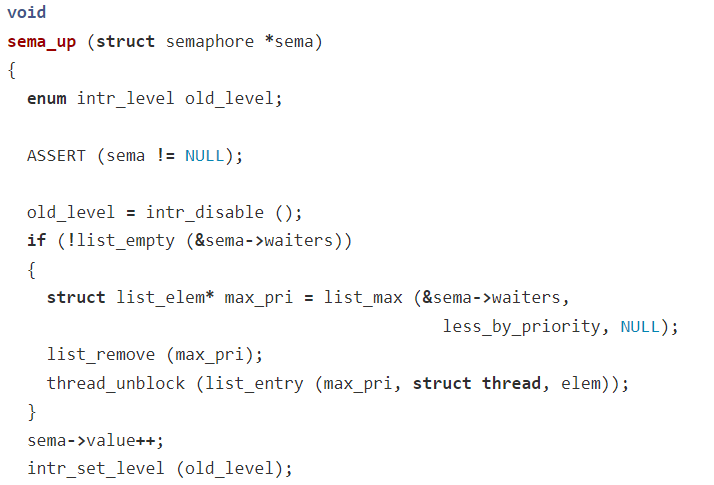 void
sema_up (struct semaphore *sema)
{
  enum intr_level old_level;

  ASSERT (sema != NULL);

  old_level = intr_disable ();
  if (!list_empty (&sema->waiters))
  {
    struct list_elem* max_pri = list_max (&sema->waiters,
                                          less_by_priority, NULL);
    list_remove (max_pri);
    thread_unblock (list_entry (max_pri, struct thread, elem));
  }
  sema->value++;
  intr_set_level (old_level);